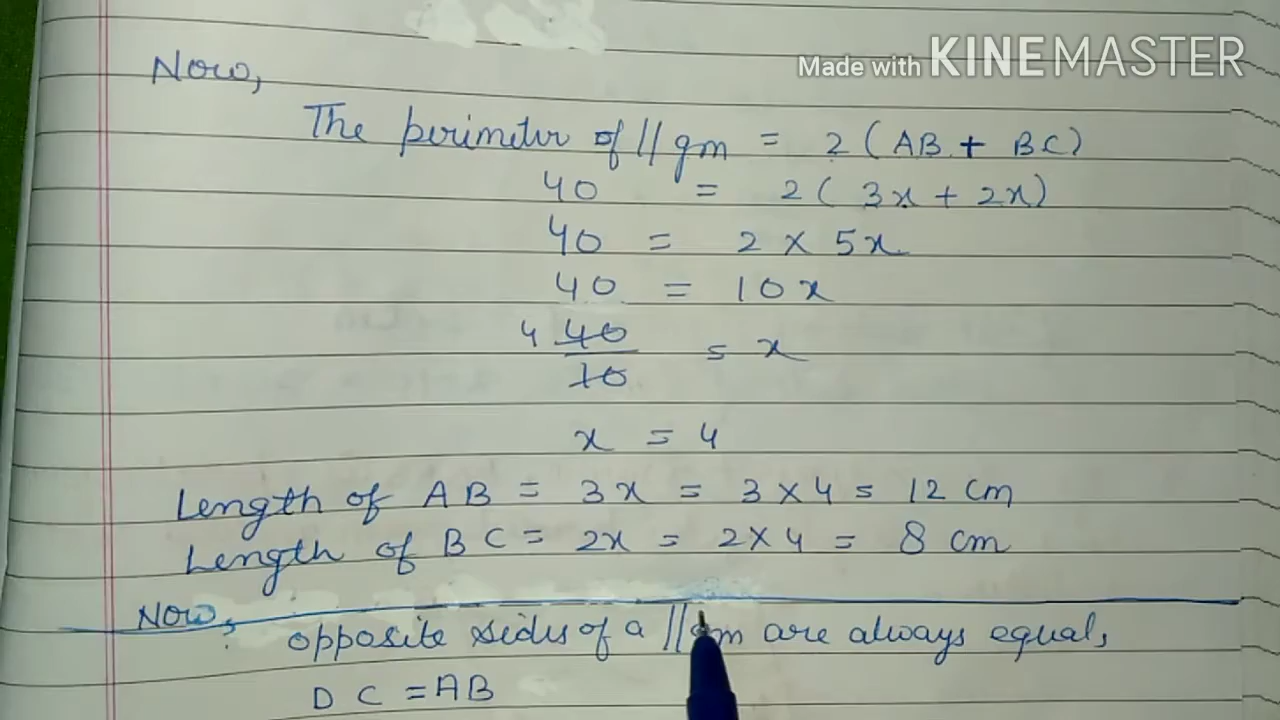 Made with KINEMASTER
Now,
The perimeter of //gm = 2 (AB + BC)
40 = 2 ( 3x + 2x)
40 = 2 × 5x
40 = 10x
4 40
10 = x
x = 4
Length of AB = 3x = 3 × 4 = 12 cm
Length of BC = 2x = 2 × 4 = 8 cm
Now,
opposite sides of a //gm are always equal,
DC = AB